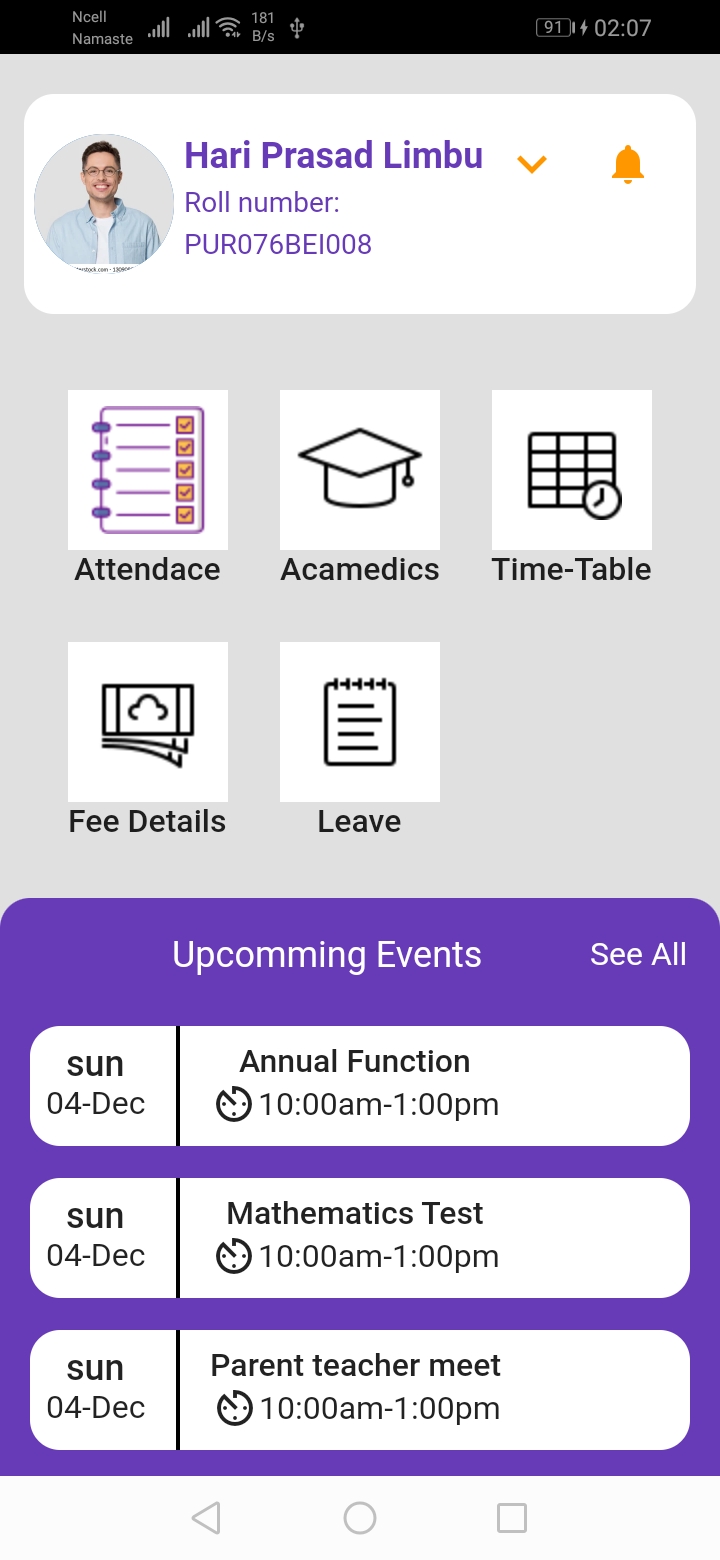 Ncell
Namaste
181
B/s
91
02:07
Hari Prasad Limbu
Roll number:
PUR076BEI008
Attendace
Acamedics
Time-Table
Fee Details
Leave
Upcomming Events
See All
sun
04-Dec
Annual Function
10:00am-1:00pm
sun
04-Dec
Mathematics Test
10:00am-1:00pm
sun
04-Dec
Parent teacher meet
10:00am-1:00pm